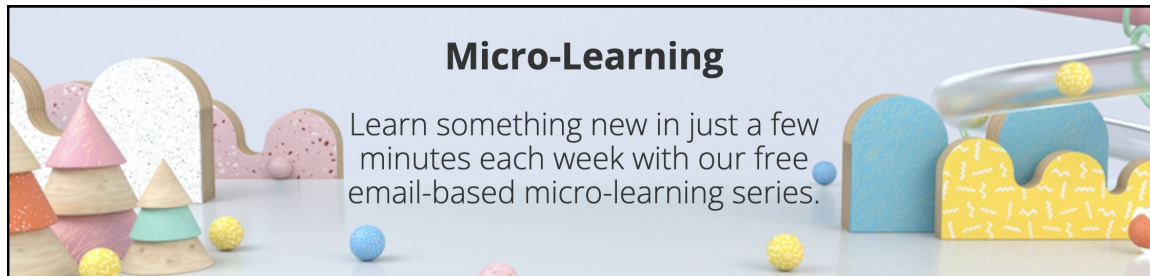 Micro-Learning
Learn something new in just a few
minutes each week with our free
email-based micro-learning series.